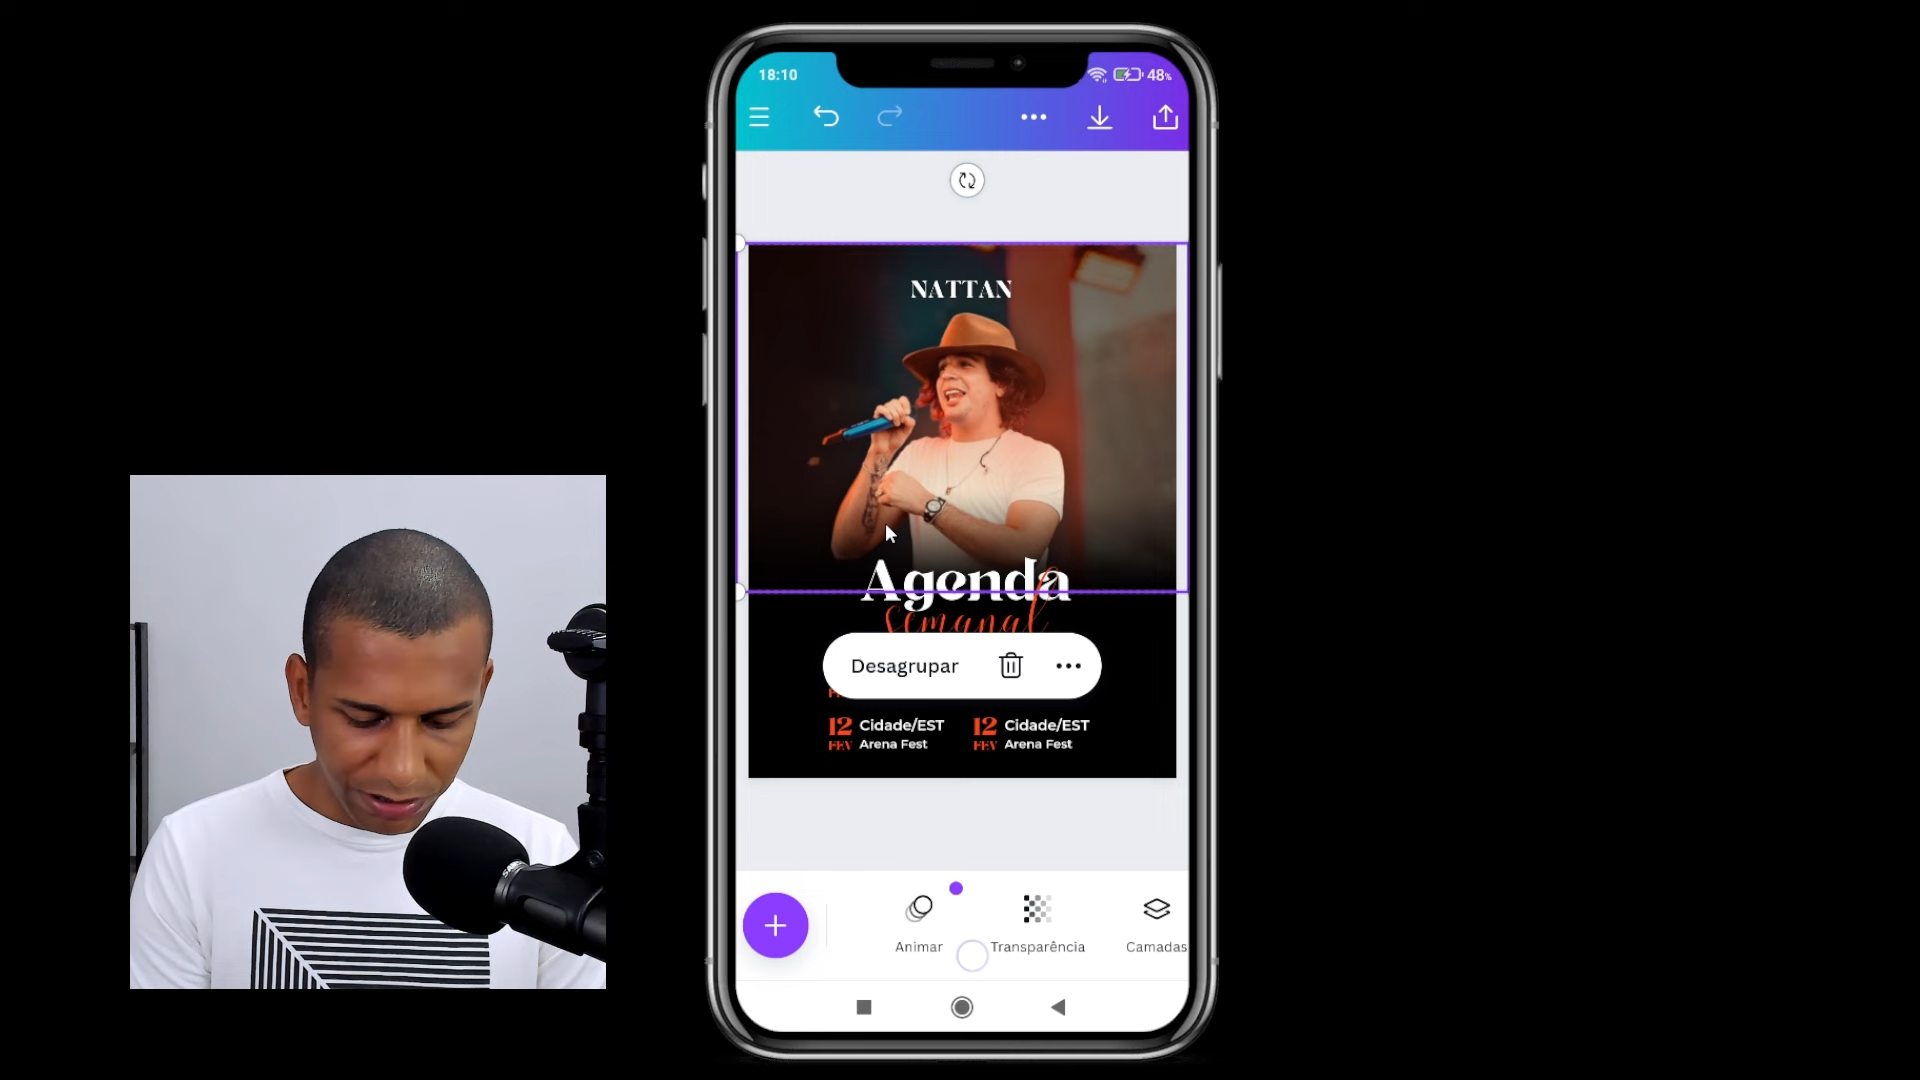 18:10
48%
NATTAN
Agenda
semanal
Desagrupar
12 Cidade/EST
FEV Arena Fest
12 Cidade/EST
FEV Arena Fest
Animar
Transparência
Camadas